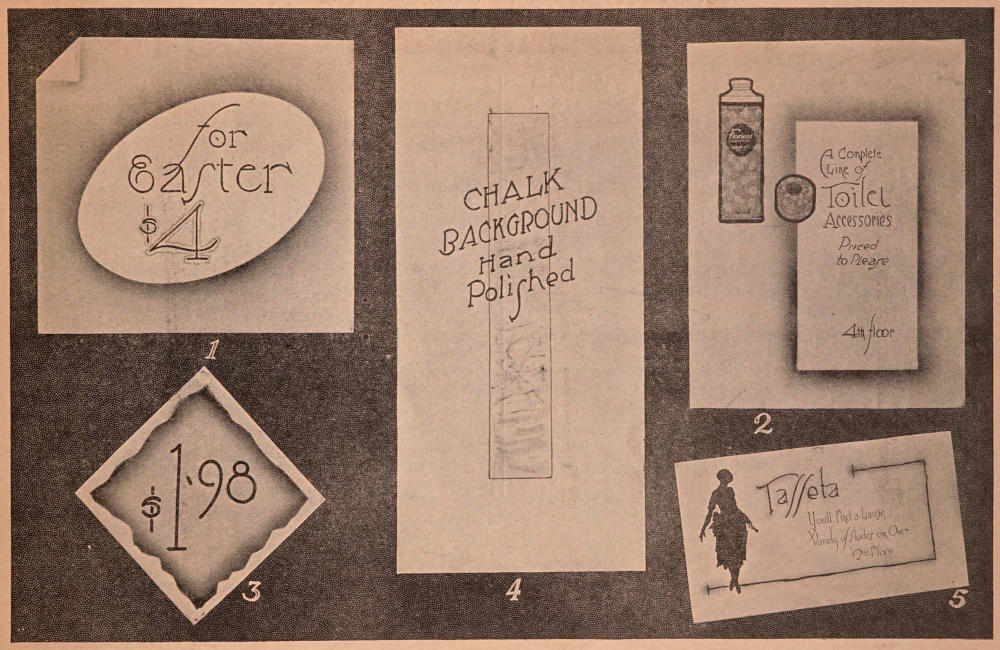 for
Easter
$4
1
$1.98
3
CHALK
BACKGROUND
Hand
Polished
4
Florient
A Complete
Line of
Toilet
Accessories
Priced
to Please
4th floor
2
Taffeta
You'll Find a Large
Variety of Shades on Our
2nd Floor
5